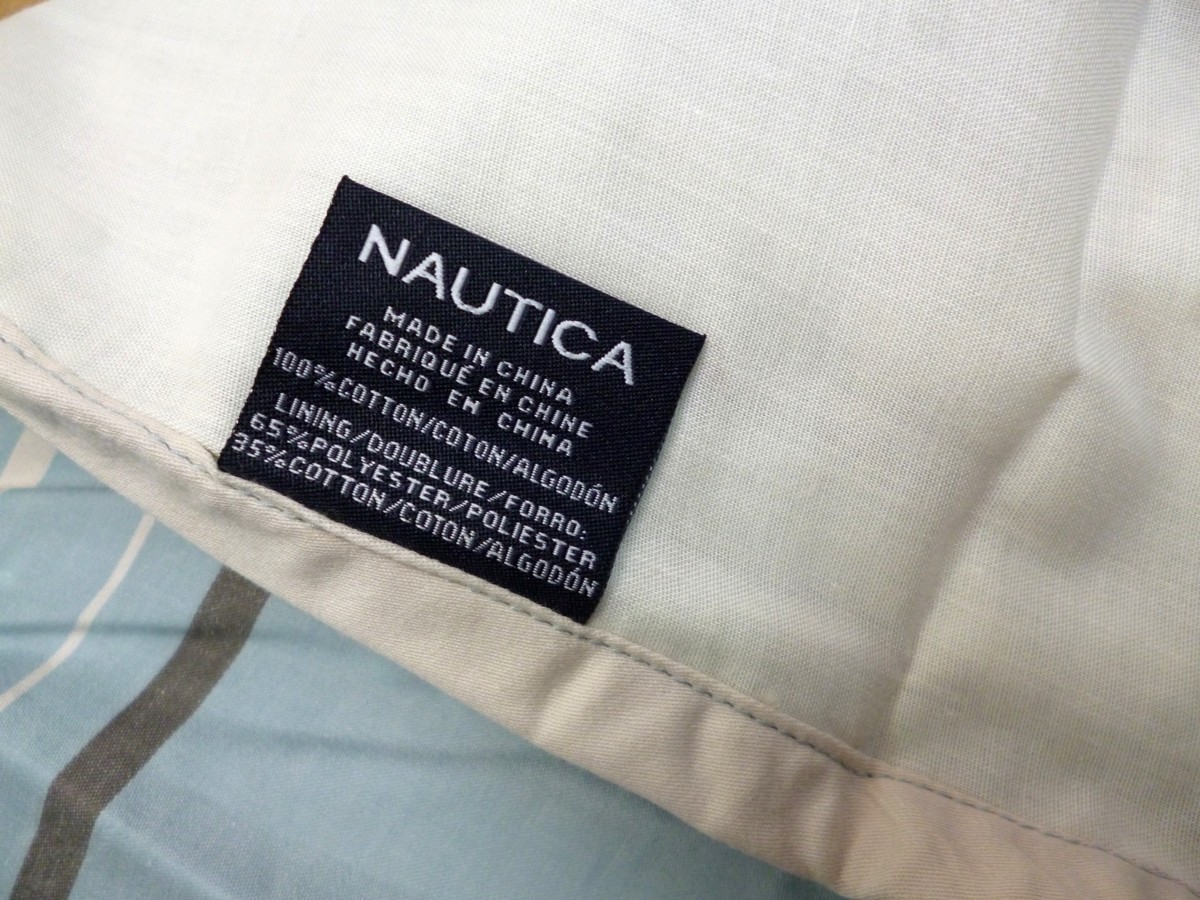 NAUTICA
MADE IN CHINA
FABRIQUÉ EN CHINE
HECHO EN CHINA
100%COTTON/COTON/ALGODÓN
LINING/DOUBLURE/FORRO:
65%POLYESTER/POLIESTER
35%COTTON/COTON/ALGODÓN